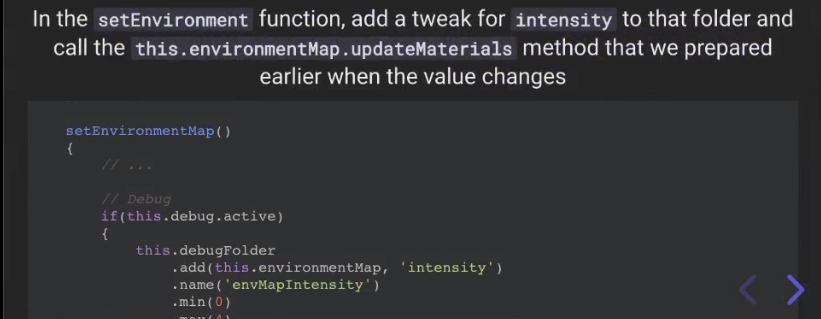 In the setEnvironment function, add a tweak for intensity to that folder and
call the this.environmentMap.updateMaterials method that we prepared
earlier when the value changes
setEnvironmentMap()
{
// ...
// Debug
if(this.debug.active)
{
this.debugFolder
.add(this.environmentMap, 'intensity')
.name('envMapIntensity')
.min(0)
.max(4)